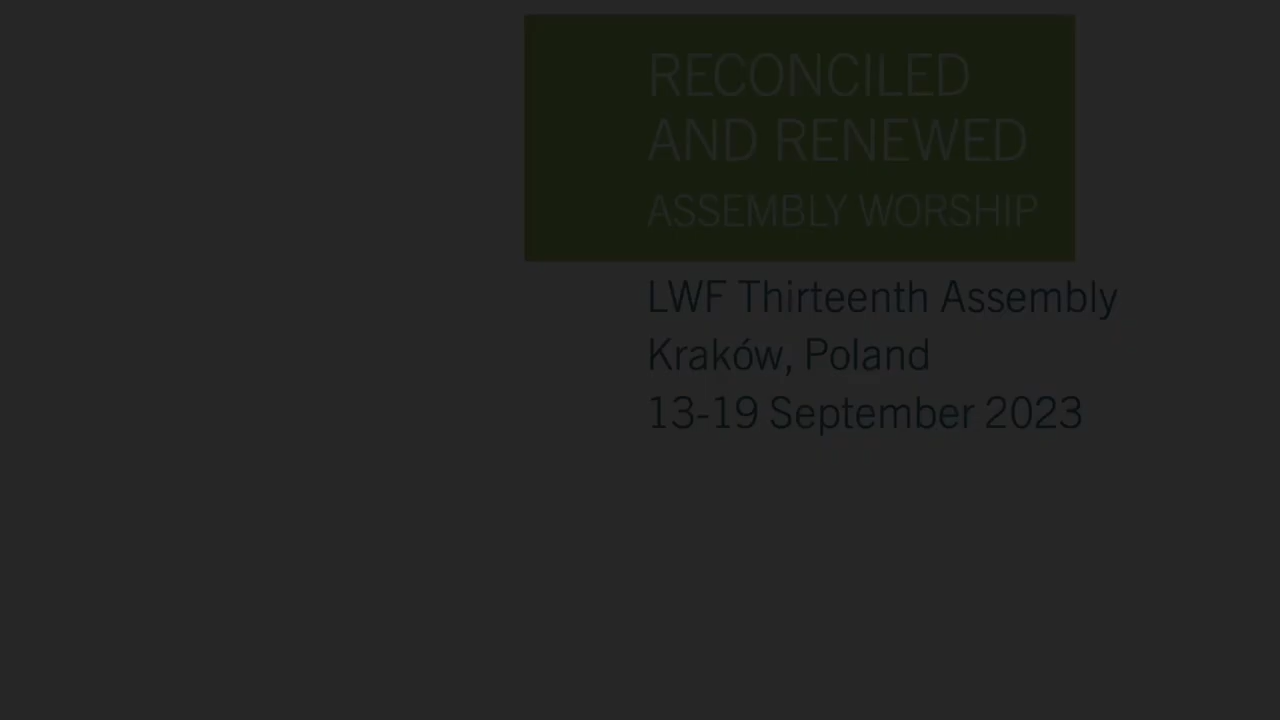 RECONCILED
AND RENEWED
ASSEMBLY WORSHIP
LWF Thirteenth Assembly
Kraków, Poland
13-19 September 2023